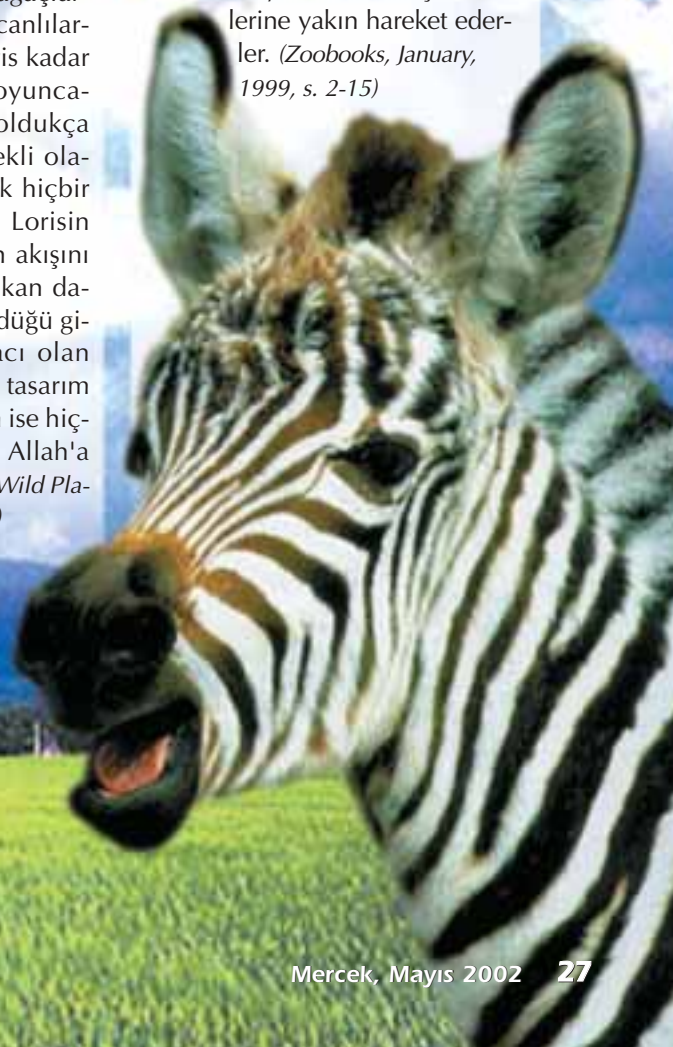 canlılar-
is kadar
oyunca-
oldukça
ekli ola-
k hiçbir
Lorisin
n akışını
kan da-
düğü gi-
acı olan
tasarım
ise hiç-
Allah'a
Wild Pla-
)
lerine yakın hareket eder-
ler. (Zoobooks, January,
1999, s. 2-15)
Mercek, Mayıs 2002 27